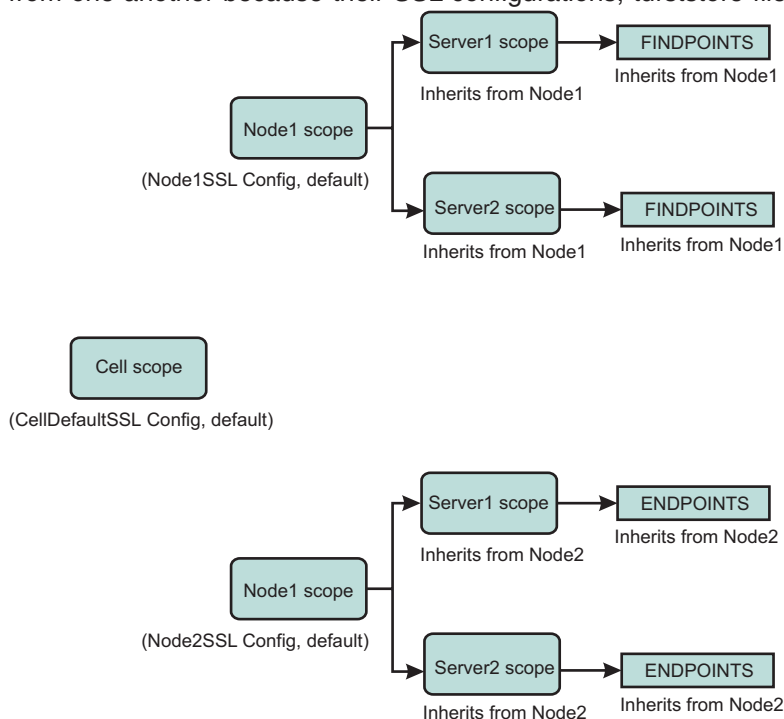 Server1 scope
FINDPOINTS
Inherits from Node1
Inherits from Node1
Node1 scope
(Node1SSL Config, default)
Server2 scope
FINDPOINTS
Inherits from Node1
Inherits from Node1
Cell scope
(CellDefaultSSL Config, default)
Server1 scope
ENDPOINTS
Inherits from Node2
Inherits from Node2
Node1 scope
(Node2SSL Config, default)
Server2 scope
ENDPOINTS
Inherits from Node2
Inherits from Node2